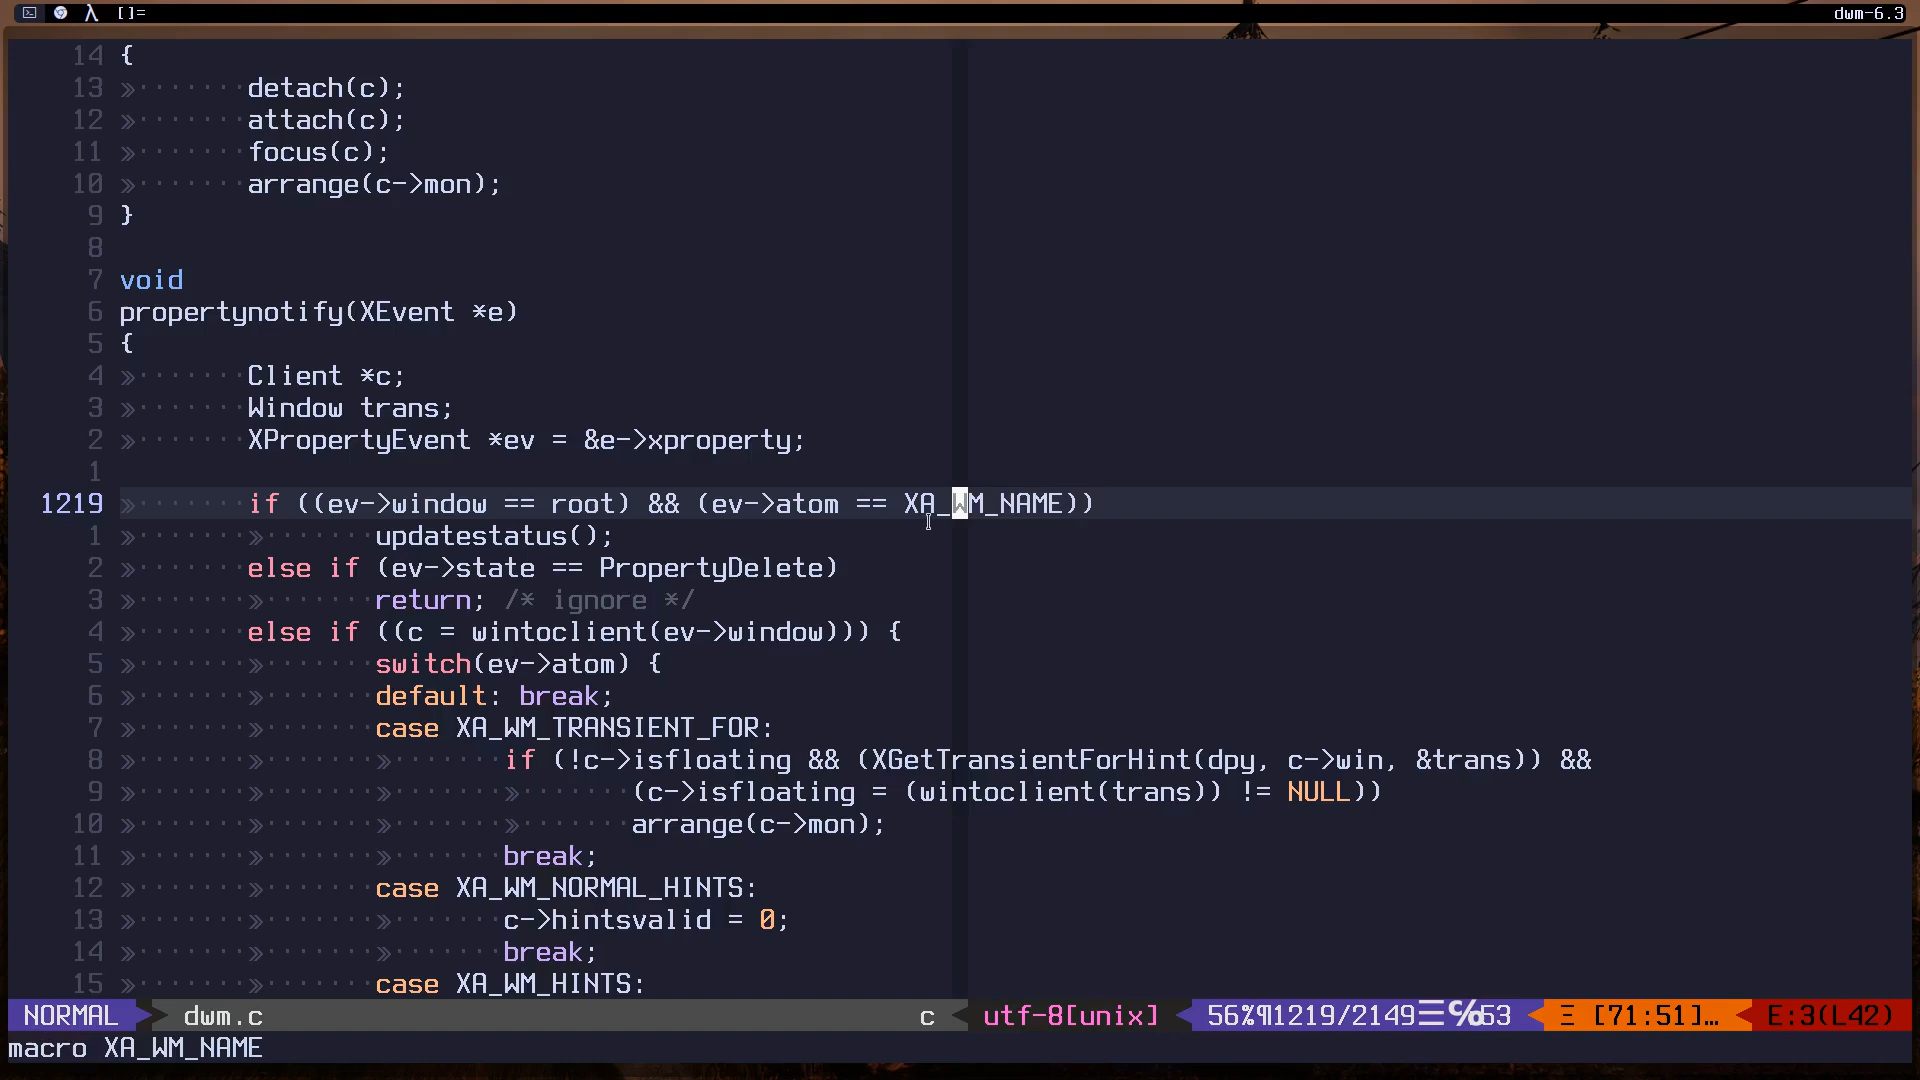 λ []= dwm-6.3
14 {
13 »·······detach(c);
12 »·······attach(c);
11 »·······focus(c);
10 »·······arrange(c->mon);
9 }
8
7 void
6 propertynotify(XEvent *e)
5 {
4 »·······Client *c;
3 »·······Window trans;
2 »·······XPropertyEvent *ev = &e->xproperty;
1
1219 »·······if ((ev->window == root) && (ev->atom == XA_WM_NAME))
1 »·······»·······updatestatus();
2 »·······else if (ev->state == PropertyDelete)
3 »·······»·······return; /* ignore */
4 »·······else if ((c = wintoclient(ev->window))) {
5 »·······»·······switch(ev->atom) {
6 »·······»·······default: break;
7 »·······»·······case XA_WM_TRANSIENT_FOR:
8 »·······»·······»·······if (!c->isfloating && (XGetTransientForHint(dpy, c->win, &trans)) &&
9 »·······»·······»·······»·······(c->isfloating = (wintoclient(trans)) != NULL))
10 »·······»·······»·······»·······arrange(c->mon);
11 »·······»·······»·······break;
12 »·······»·······case XA_WM_NORMAL_HINTS:
13 »·······»·······»·······c->hintsvalid = 0;
14 »·······»·······»·······break;
15 »·······»·······case XA_WM_HINTS:
NORMAL dwm.c c utf-8[unix] 56%¶1219/2149☰℅53 Ξ [71:51]… E:3(L42)
macro XA_WM_NAME